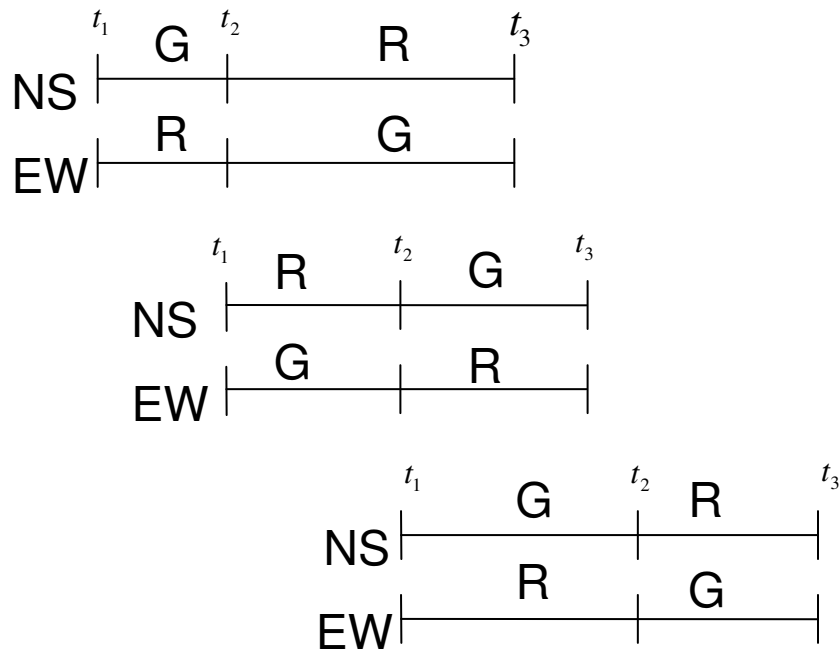 t₁ G t₂ R t₃
NS
R G
EW
t₁ R t₂ G t₃
NS
G R
EW
t₁ G t₂ R t₃
NS
R G
EW